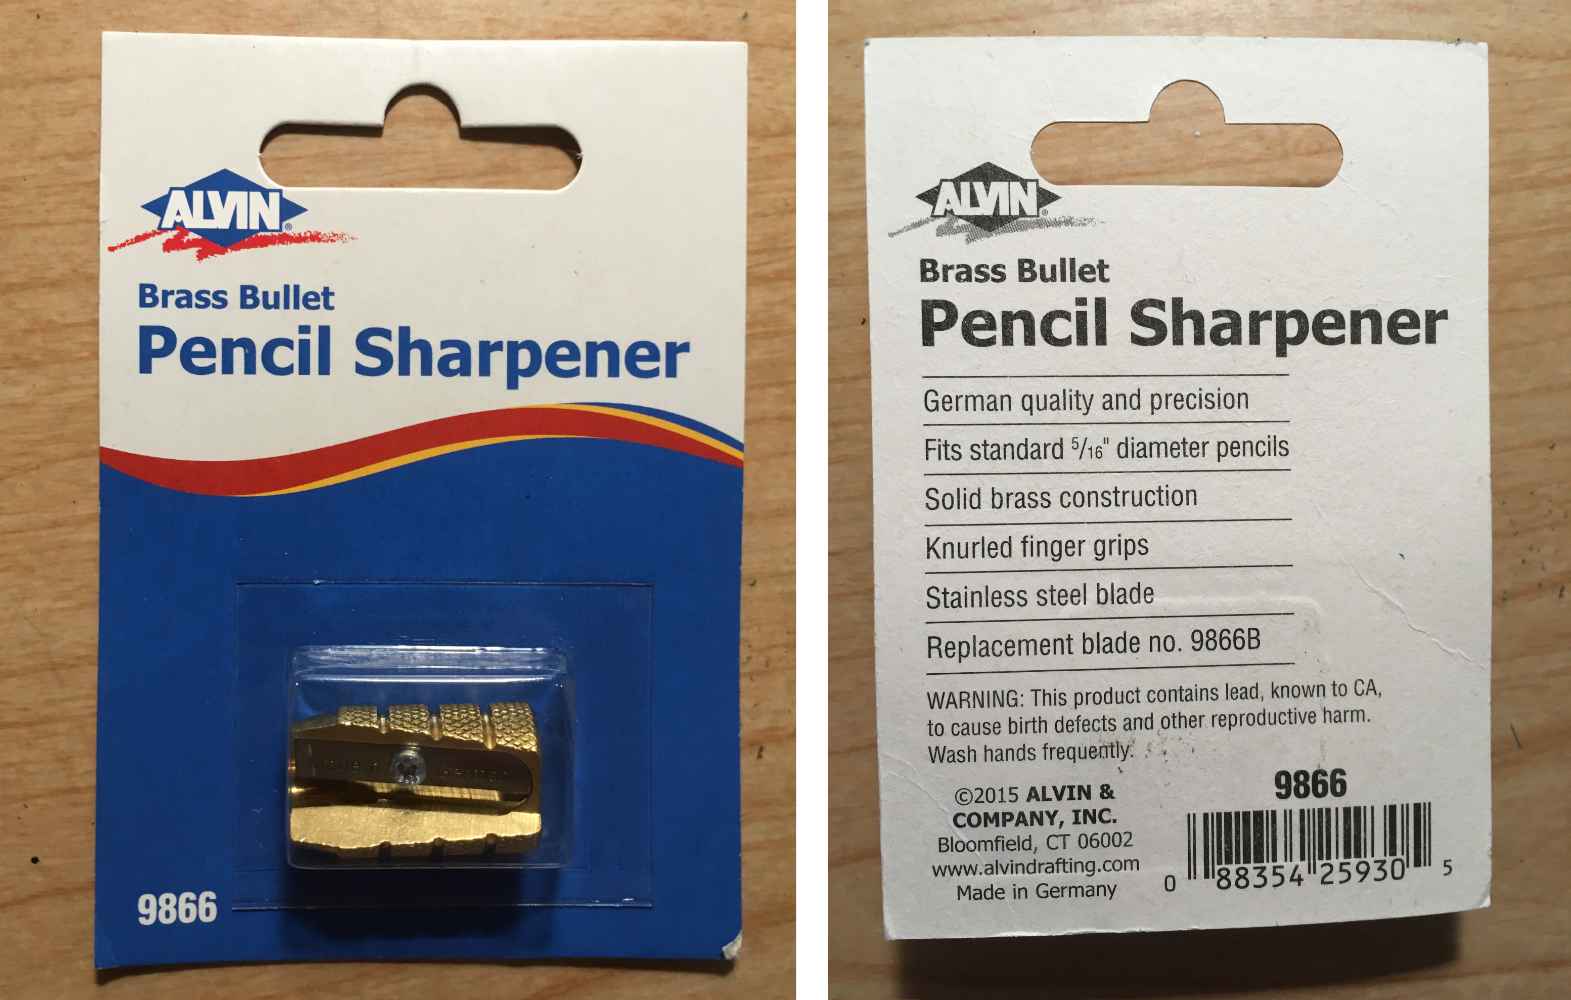 ALVIN®
Brass Bullet
Pencil Sharpener
9866
ALVIN®
Brass Bullet
Pencil Sharpener
German quality and precision
Fits standard 5/16" diameter pencils
Solid brass construction
Knurled finger grips
Stainless steel blade
Replacement blade no. 9866B
WARNING: This product contains lead, known to CA,
to cause birth defects and other reproductive harm.
Wash hands frequently.
©2015 ALVIN &
COMPANY, INC.
Bloomfield, CT 06002
www.alvindrafting.com
Made in Germany
9866
0 88354 25930 5